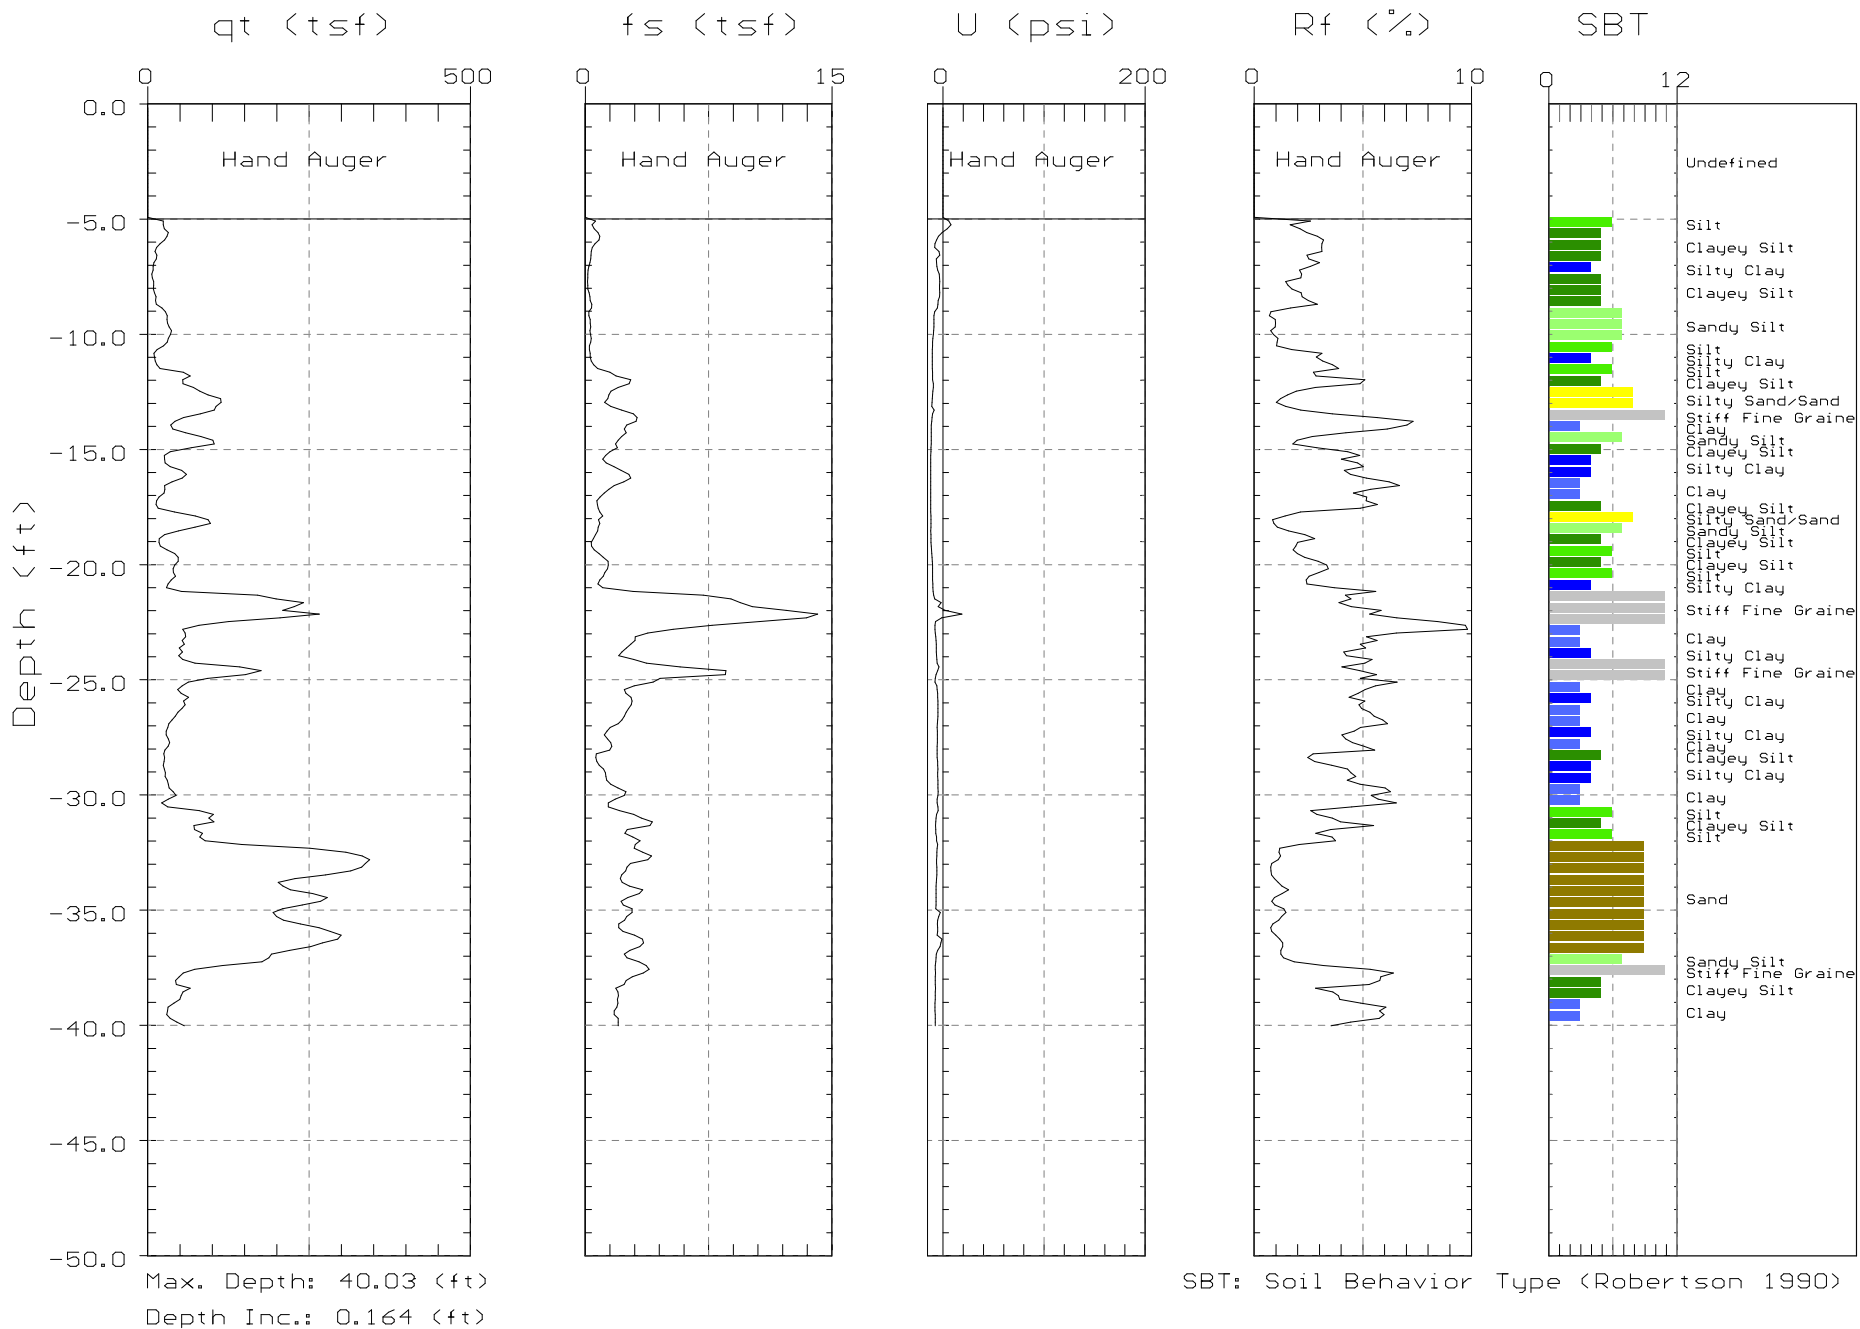 qt (tsf) fs (tsf) U (psi) Rf (%) SBT
0 500 0 15 0 200 0 10 0 12
0.0
Hand Auger Hand Auger Hand Auger Hand Auger
Undefined
-5.0
Silt
Clayey Silt
Silty Clay
Clayey Silt
Sandy Silt
-10.0
Silt
Silty Clay
Silt
Clayey Silt
Silty Sand/Sand
Stiff Fine Graine
Clay
Sandy Silt
-15.0
Clayey Silt
Silty Clay
Clay
Clayey Silt
Silty Sand/Sand
Sandy Silt
Clayey Silt
Silt
-20.0
Clayey Silt
Silt
Silty Clay
Stiff Fine Graine
Clay
Silty Clay
Stiff Fine Graine
-25.0
Clay
Silty Clay
Clay
Silty Clay
Clay
Clayey Silt
Silty Clay
-30.0
Clay
Silt
Clayey Silt
Silt
Sand
-35.0
Sandy Silt
Stiff Fine Graine
Clayey Silt
Clay
-40.0
-45.0
-50.0
Depth (ft)
Max. Depth: 40.03 (ft)
Depth Inc.: 0.164 (ft)
SBT: Soil Behavior Type (Robertson 1990)